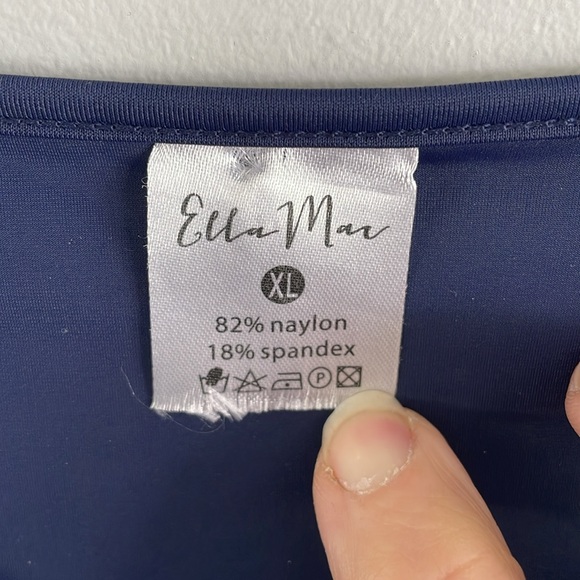 Ella Mae
XL
82% naylon
18% spandex
P